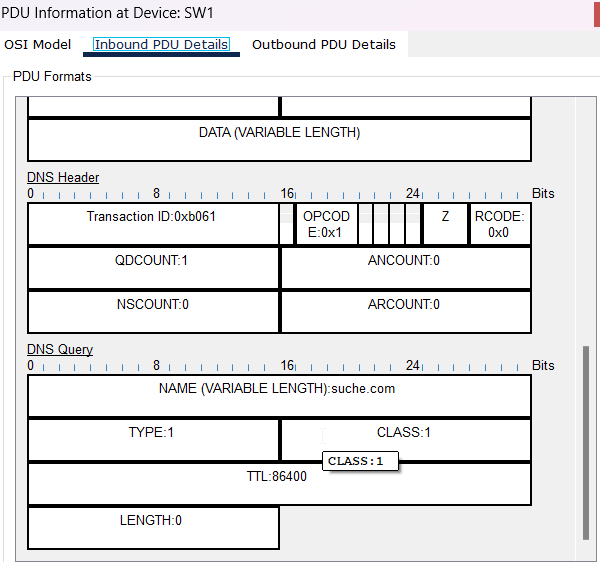 PDU Information at Device: SW1
OSI Model Inbound PDU Details Outbound PDU Details
PDU Formats
DATA (VARIABLE LENGTH)
DNS Header
0 8 16 24 Bits
Transaction ID:0xb061 OPCOD Z RCODE:
E:0x1 0x0
QDCOUNT:1 ANCOUNT:0
NSCOUNT:0 ARCOUNT:0
DNS Query
0 8 16 24 Bits
NAME (VARIABLE LENGTH):suche.com
TYPE:1 CLASS:1
CLASS:1
TTL:86400
LENGTH:0